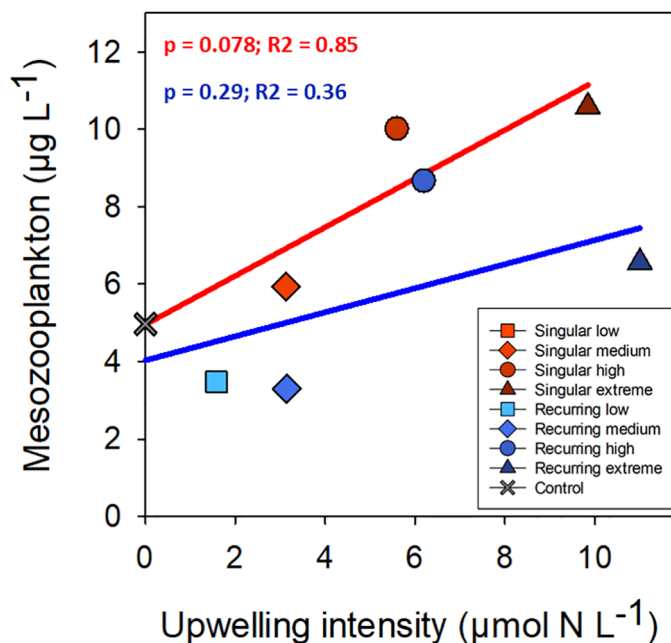 p = 0.078; R2 = 0.85
p = 0.29; R2 = 0.36
Mesozooplankton (µg L⁻¹)
12
10
8
6
4
2
0
0 2 4 6 8 10
Upwelling intensity (µmol N L⁻¹)
Singular low
Singular medium
Singular high
Singular extreme
Recurring low
Recurring medium
Recurring high
Recurring extreme
Control